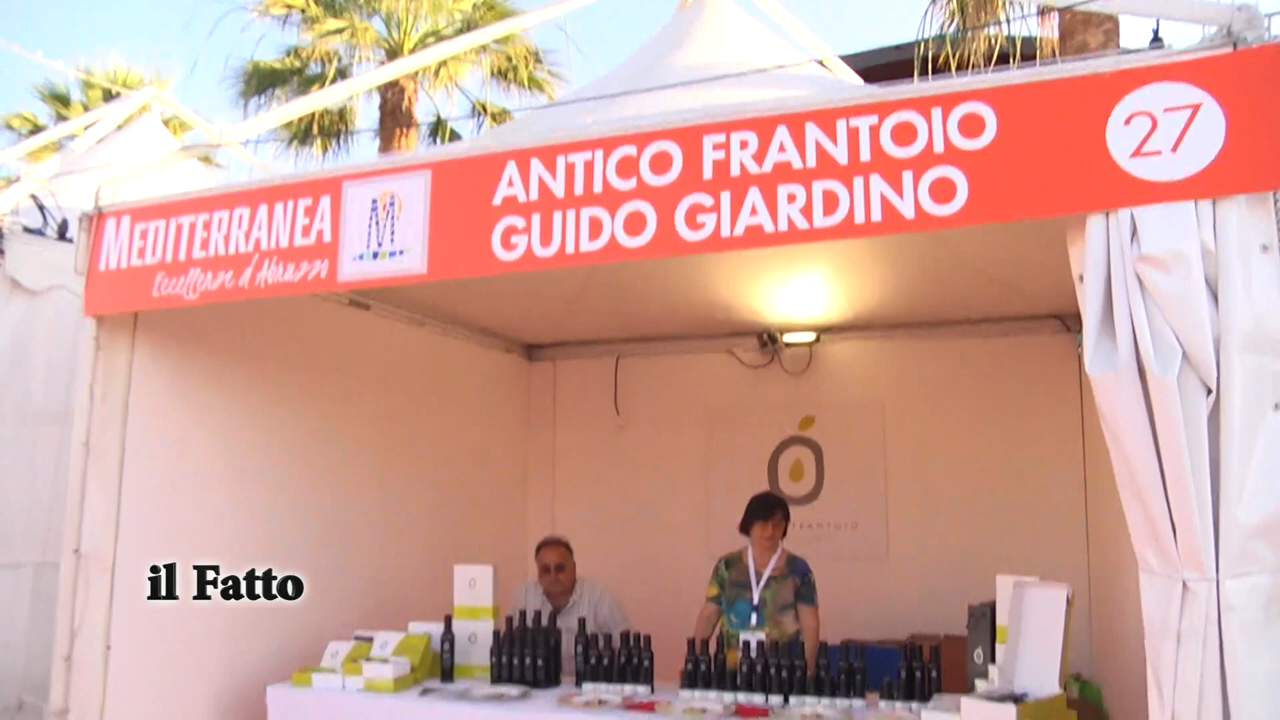 MEDITERRANEA
Eccellenze d'Abruzzo
M
ANTICO FRANTOIO
GUIDO GIARDINO
27
il Fatto